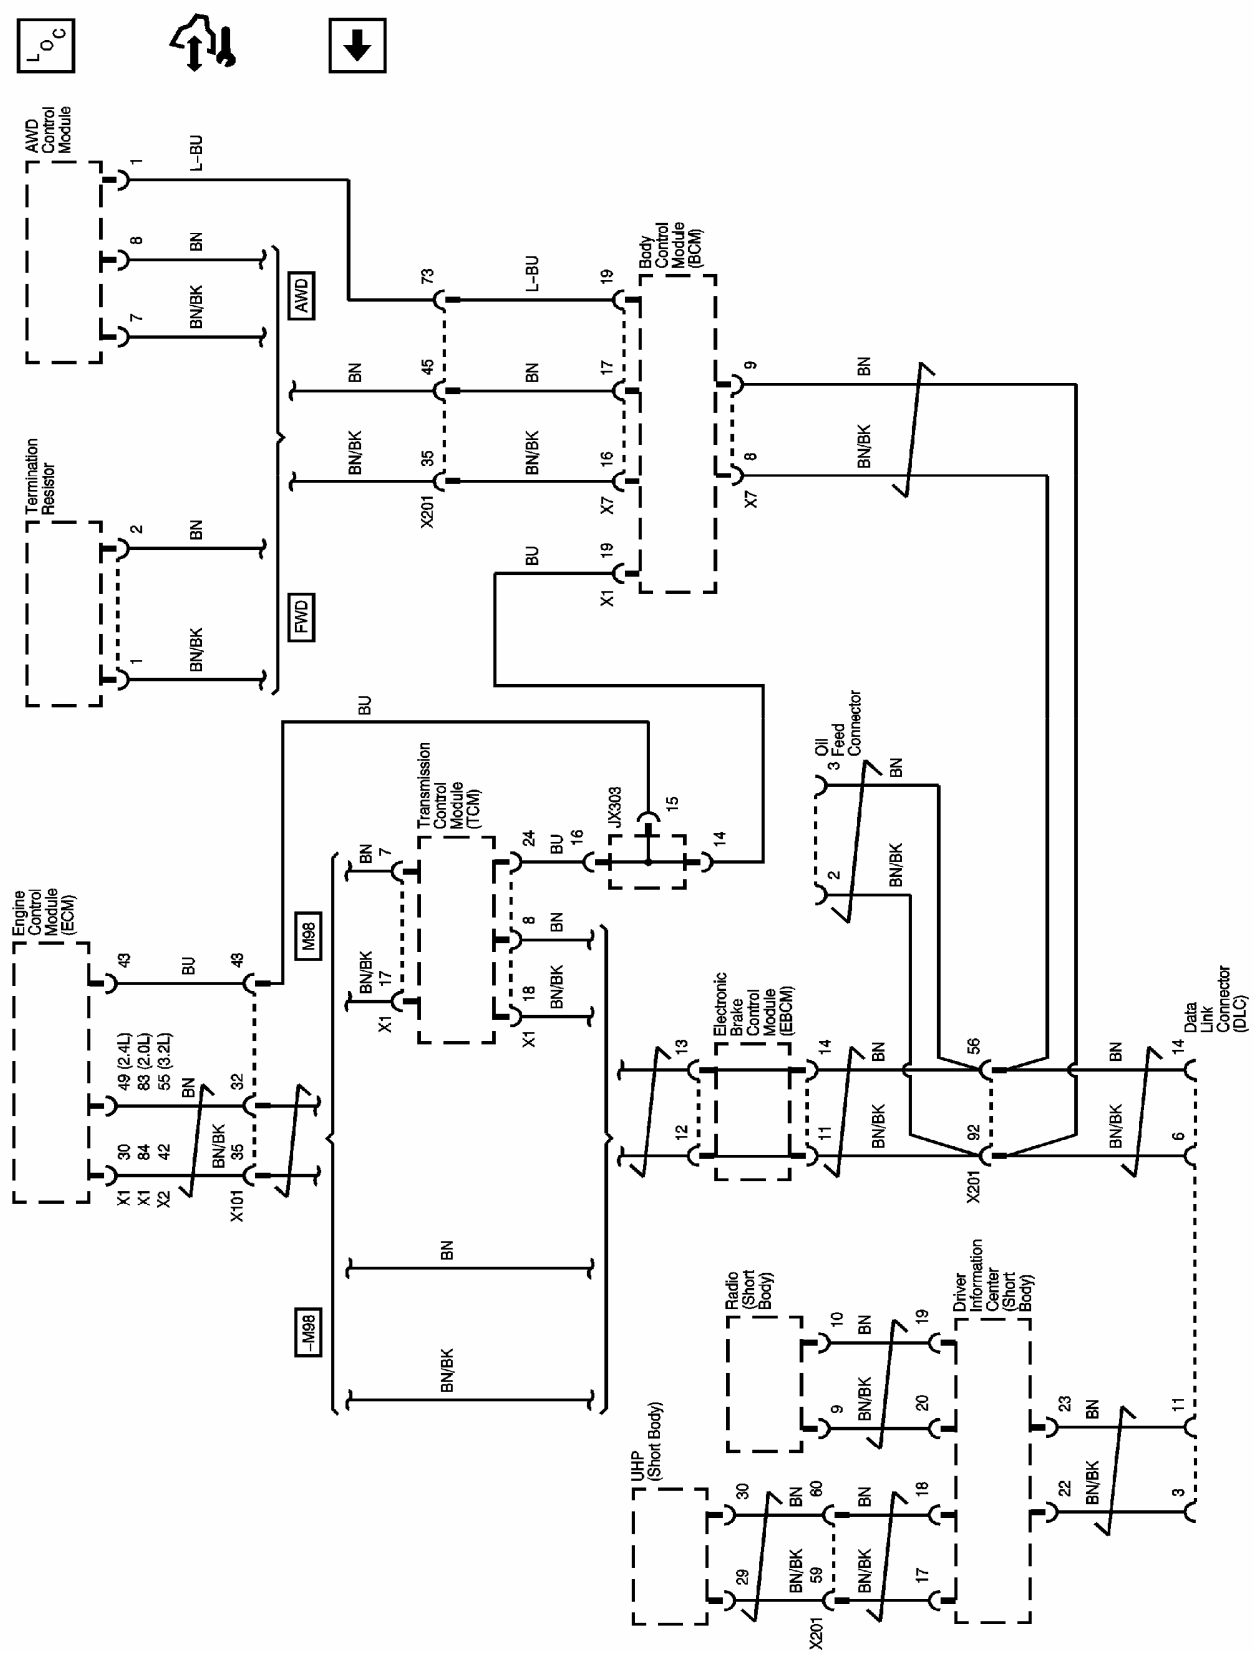 L O C
AWD
Control
Module
1
8
7
L-BU
BN
BN/BK
AWD
Termination
Resistor
2
1
BN
BN/BK
FWD
BN
BN/BK
73
45
35
X201
L-BU
BN
BN/BK
19
17
16
X7
BU
19
X1
Body
Control
Module
(BCM)
9
8
X7
BN
BN/BK
Engine
Control
Module
(ECM)
43
BU
43
BU
49 (2.4L)
83 (2.0L)
55 (3.2L)
BN
32
30
84
42
X1
X1
X2
BN/BK
35
X101
M98
-M98
BN
BN/BK
BN
7
BN/BK
17
X1
Transmission
Control
Module
(TCM)
24
BU
16
8
BN
18
BN/BK
X1
JX303
15
14
Oil
Feed
Connector
3
BN
2
BN/BK
13
12
Electronic
Brake
Control
Module
(EBCM)
14
BN
11
BN/BK
56
92
X201
BN
14
BN/BK
6
Data
Link
Connector
(DLC)
Radio
(Short
Body)
10
BN
19
9
BN/BK
20
Driver
Information
Center
(Short
Body)
UHP
(Short Body)
30
BN
60
BN
18
29
BN/BK
59
BN/BK
17
X201
23
BN
11
22
BN/BK
3